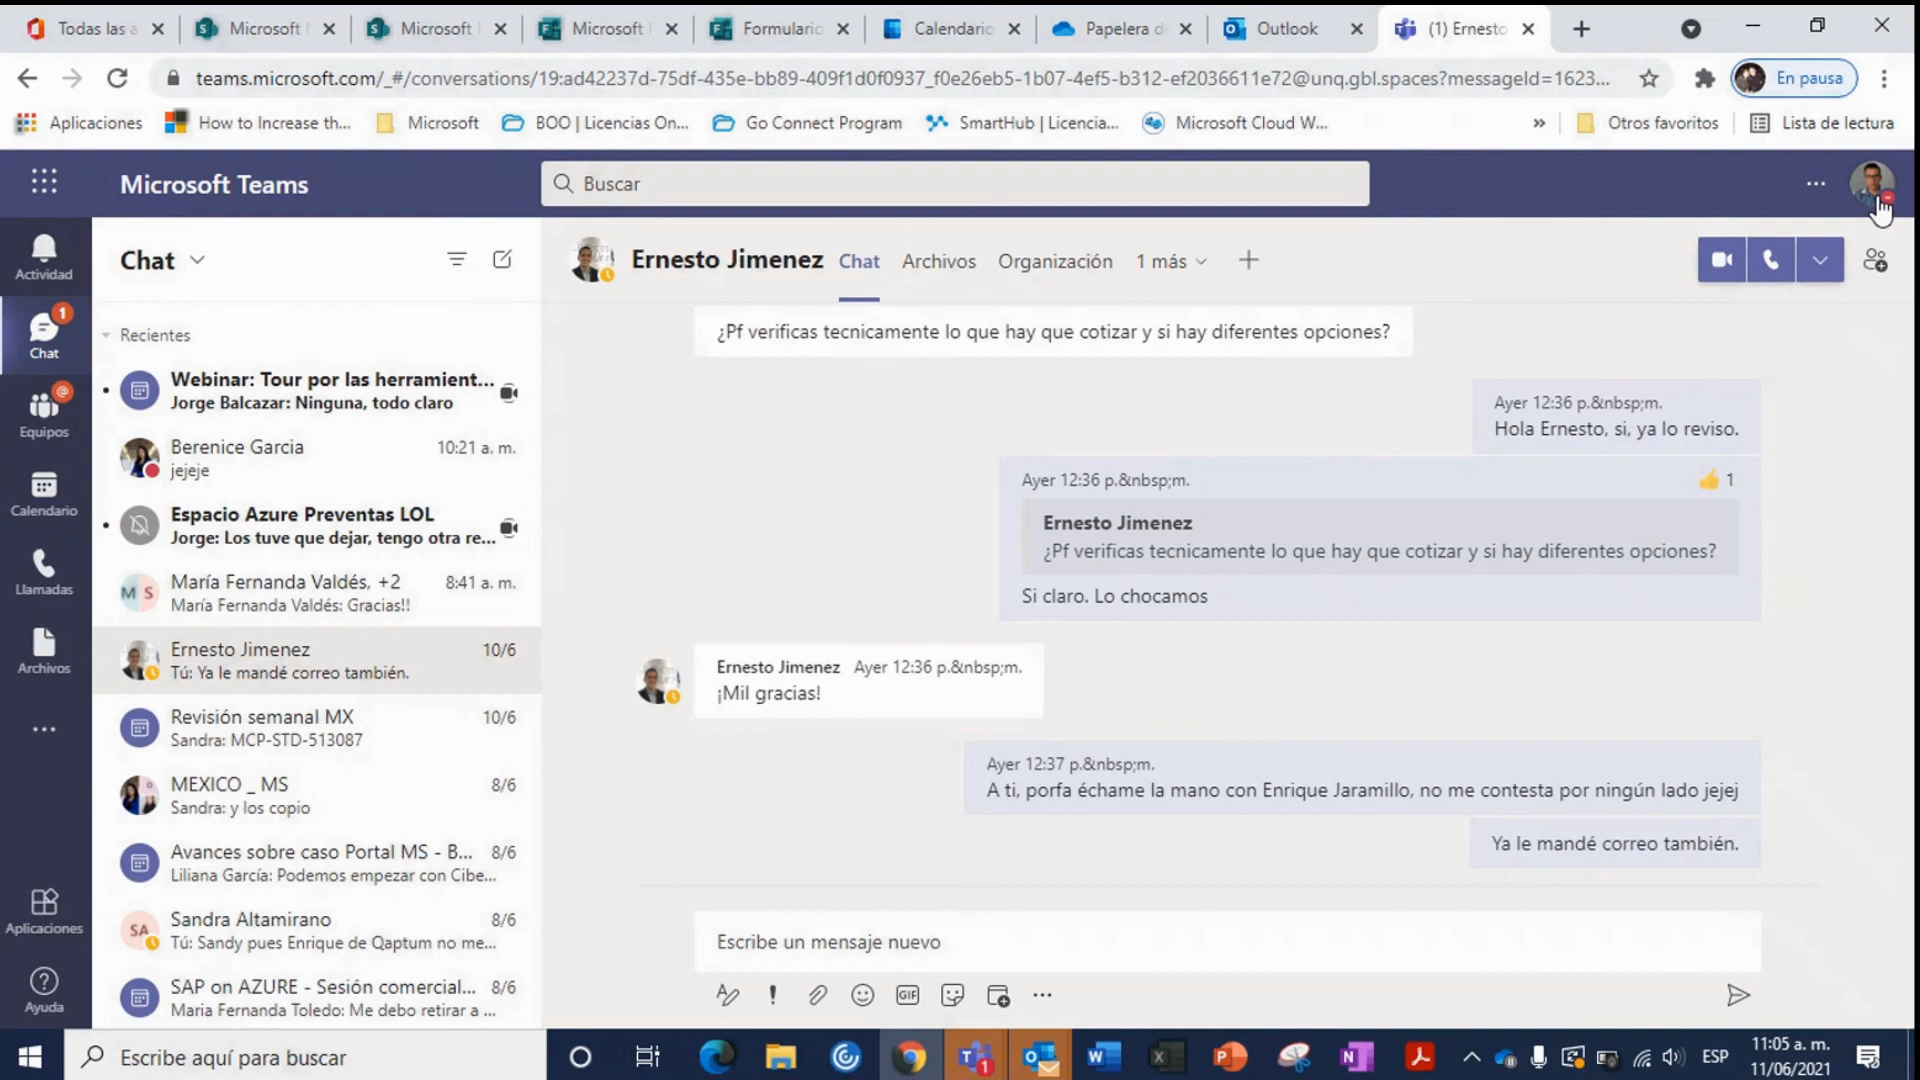 Todas las a
Microsoft
Microsoft
Microsoft
Formulario
Calendario
Papelera d
Outlook
(1) Ernesto
teams.microsoft.com/_#/conversations/19:ad42237d-75df-435e-bb89-409f1d0f0937_f0e26eb5-1b07-4ef5-b312-ef2036611e72@unq.gbl.spaces?messageId=1623...
En pausa
Aplicaciones
How to Increase th...
Microsoft
BOO | Licencias On...
Go Connect Program
SmartHub | Licencia...
Microsoft Cloud W...
»
Otros favoritos
Lista de lectura
Microsoft Teams
Buscar
Actividad
1
Chat
Equipos
Calendario
Llamadas
Archivos
Aplicaciones
Ayuda
Chat
Recientes
Webinar: Tour por las herramient...
Jorge Balcazar: Ninguna, todo claro
Berenice Garcia 10:21 a. m.
jejeje
Espacio Azure Preventas LOL
Jorge: Los tuve que dejar, tengo otra re...
M S
María Fernanda Valdés, +2 8:41 a. m.
María Fernanda Valdés: Gracias!!
Ernesto Jimenez 10/6
Tú: Ya le mandé correo también.
Revisión semanal MX 10/6
Sandra: MCP-STD-513087
MEXICO _ MS 8/6
Sandra: y los copio
Avances sobre caso Portal MS - B... 8/6
Liliana García: Podemos empezar con Cibe...
SA
Sandra Altamirano 8/6
Tú: Sandy pues Enrique de Qaptum no me...
SAP on AZURE - Sesión comercial... 8/6
Maria Fernanda Toledo: Me debo retirar a ...
Ernesto Jimenez Chat Archivos Organización 1 más
¿Pf verificas tecnicamente lo que hay que cotizar y si hay diferentes opciones?
Ayer 12:36 p.&nbsp;m.
Hola Ernesto, si, ya lo reviso.
Ayer 12:36 p.&nbsp;m. 1
Ernesto Jimenez
¿Pf verificas tecnicamente lo que hay que cotizar y si hay diferentes opciones?
Si claro. Lo chocamos
Ernesto Jimenez Ayer 12:36 p.&nbsp;m.
¡Mil gracias!
Ayer 12:37 p.&nbsp;m.
A ti, porfa échame la mano con Enrique Jaramillo, no me contesta por ningún lado jejej
Ya le mandé correo también.
Escribe un mensaje nuevo
GIF
Escribe aquí para buscar
1
ESP
11:05 a. m.
11/06/2021